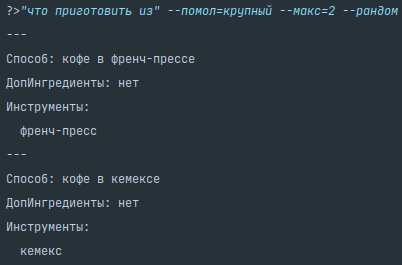 ?>"что приготовить из" --помол=крупный --макс=2 --рандом
---
Способ: кофе в френч-прессе
ДопИнгредиенты: нет
Инструменты:
френч-пресс
---
Способ: кофе в кемексе
ДопИнгредиенты: нет
Инструменты:
кемекс